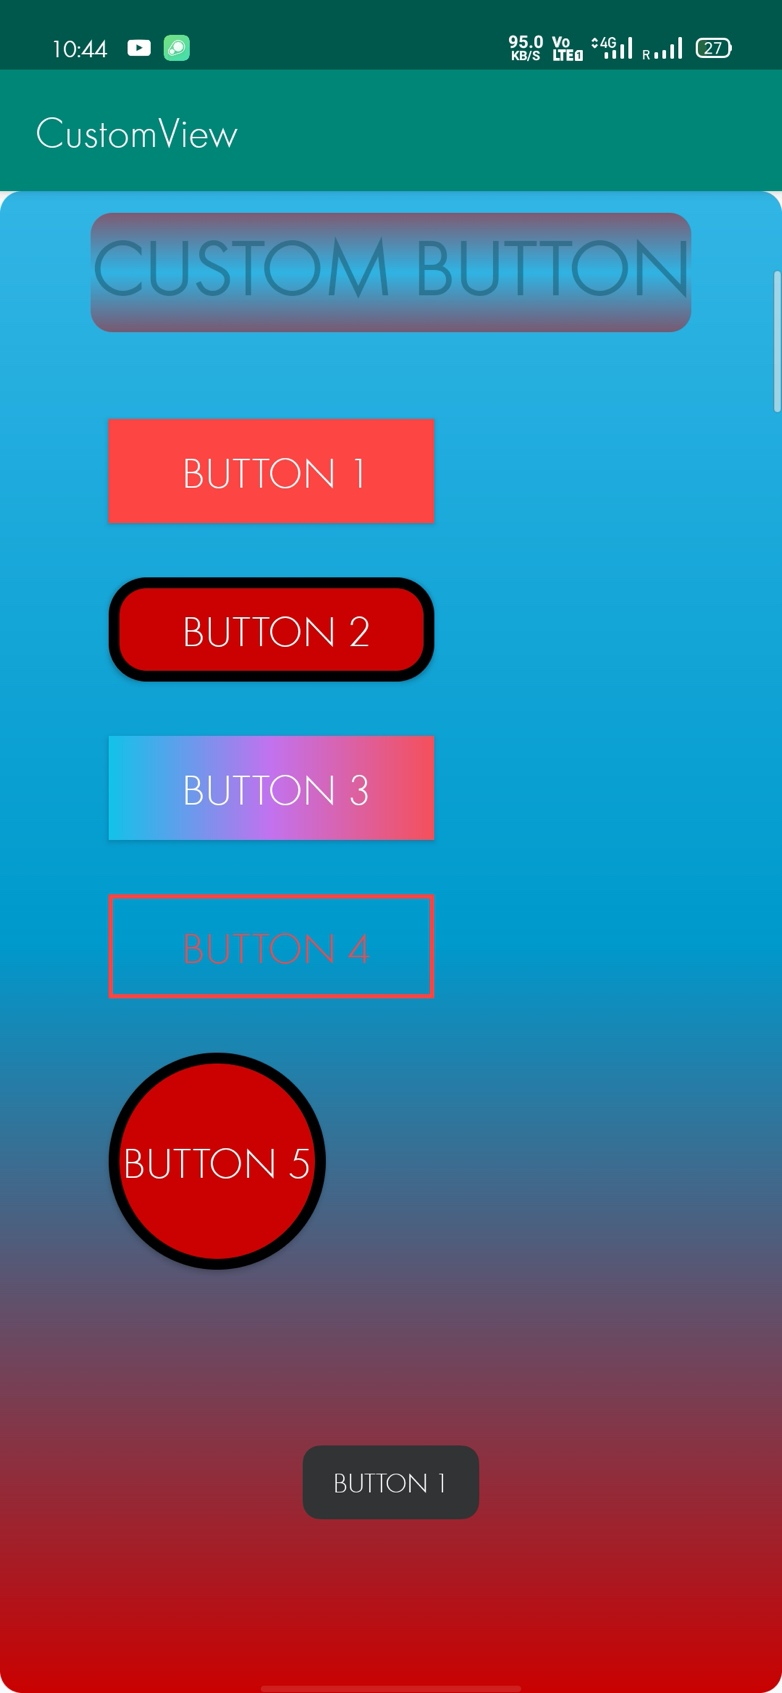 10:44 95.0 KB/S Vo LTE1 4G R 27
CustomView
CUSTOM BUTTON
BUTTON 1
BUTTON 2
BUTTON 3
BUTTON 4
BUTTON 5
BUTTON 1